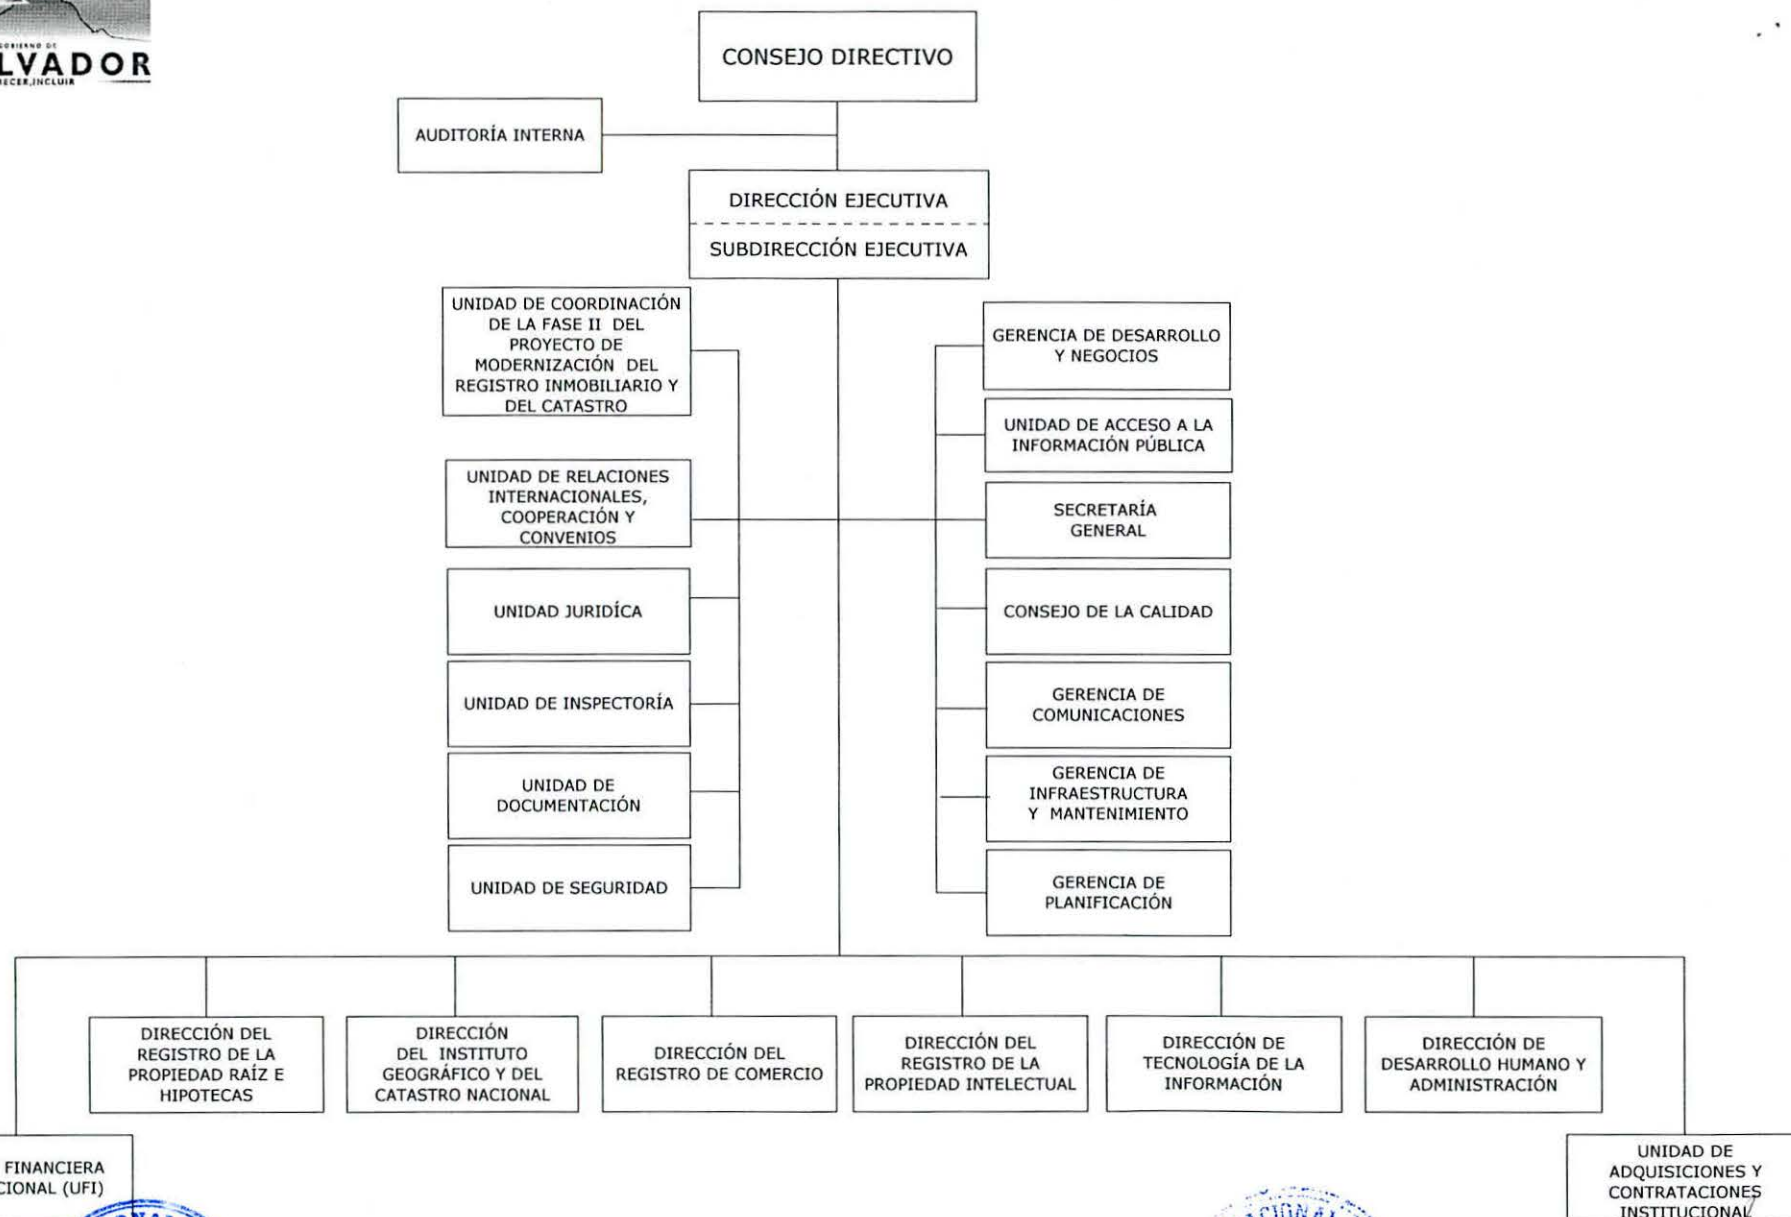 GOBIERNO DE
LVADOR
ECER, INCLUIR
CONSEJO DIRECTIVO
AUDITORÍA INTERNA
DIRECCIÓN EJECUTIVA
SUBDIRECCIÓN EJECUTIVA
UNIDAD DE COORDINACIÓN
DE LA FASE II DEL
PROYECTO DE
MODERNIZACIÓN DEL
REGISTRO INMOBILIARIO Y
DEL CATASTRO
UNIDAD DE RELACIONES
INTERNACIONALES,
COOPERACIÓN Y
CONVENIOS
UNIDAD JURIDÍCA
UNIDAD DE INSPECTORÍA
UNIDAD DE
DOCUMENTACIÓN
UNIDAD DE SEGURIDAD
GERENCIA DE DESARROLLO
Y NEGOCIOS
UNIDAD DE ACCESO A LA
INFORMACIÓN PÚBLICA
SECRETARÍA
GENERAL
CONSEJO DE LA CALIDAD
GERENCIA DE
COMUNICACIONES
GERENCIA DE
INFRAESTRUCTURA
Y MANTENIMIENTO
GERENCIA DE
PLANIFICACIÓN
DIRECCIÓN DEL
REGISTRO DE LA
PROPIEDAD RAÍZ E
HIPOTECAS
DIRECCIÓN
DEL INSTITUTO
GEOGRÁFICO Y DEL
CATASTRO NACIONAL
DIRECCIÓN DEL
REGISTRO DE COMERCIO
DIRECCIÓN DEL
REGISTRO DE LA
PROPIEDAD INTELECTUAL
DIRECCIÓN DE
TECNOLOGÍA DE LA
INFORMACIÓN
DIRECCIÓN DE
DESARROLLO HUMANO Y
ADMINISTRACIÓN
FINANCIERA
CIONAL (UFI)
UNIDAD DE
ADQUISICIONES Y
CONTRATACIONES
INSTITUCIONAL